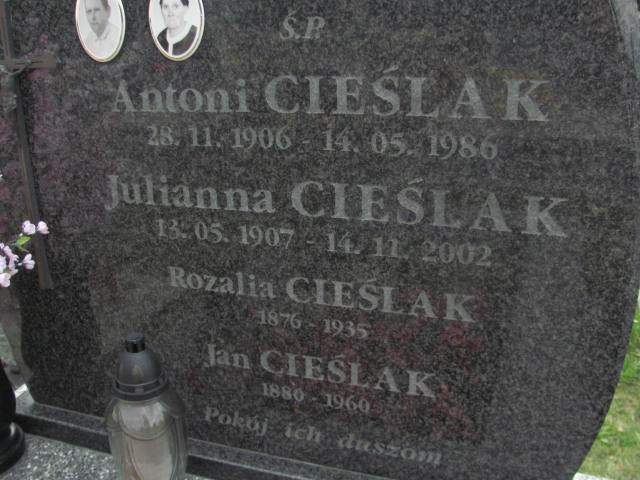 Ś.P.
Antoni CIEŚLAK
28. 11. 1906 - 14. 05. 1986
Julianna CIEŚLAK
13. 05. 1907 - 14. 11. 2002
Rozalia CIEŚLAK
1876 - 1935
Jan CIEŚLAK
1880 - 1960
Pokój ich duszom